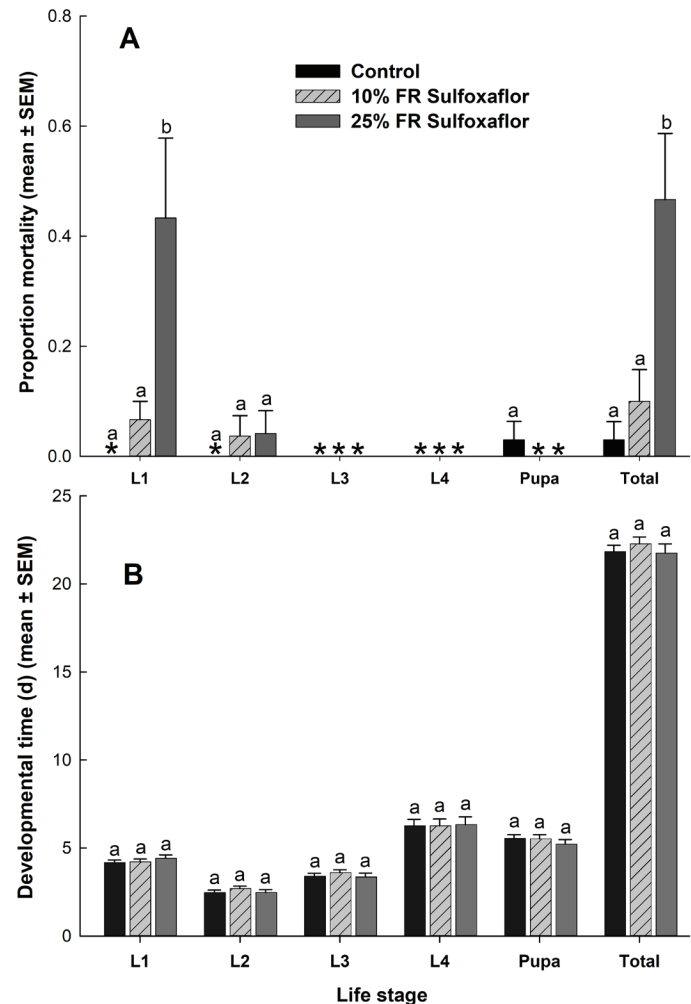 0.8
A
Control
10% FR Sulfoxaflor
25% FR Sulfoxaflor
Proportion mortality (mean ± SEM)
0.6
0.4
0.2
0.0
b
b
a
a
a
a
a
a
a
a
*
*
* * *
* * *
* *
L1 L2 L3 L4 Pupa Total
25
B
Developmental time (d) (mean ± SEM)
20
15
10
5
0
a a a
a a a
a a a
a a a
a a a
a a a
L1 L2 L3 L4 Pupa Total
Life stage